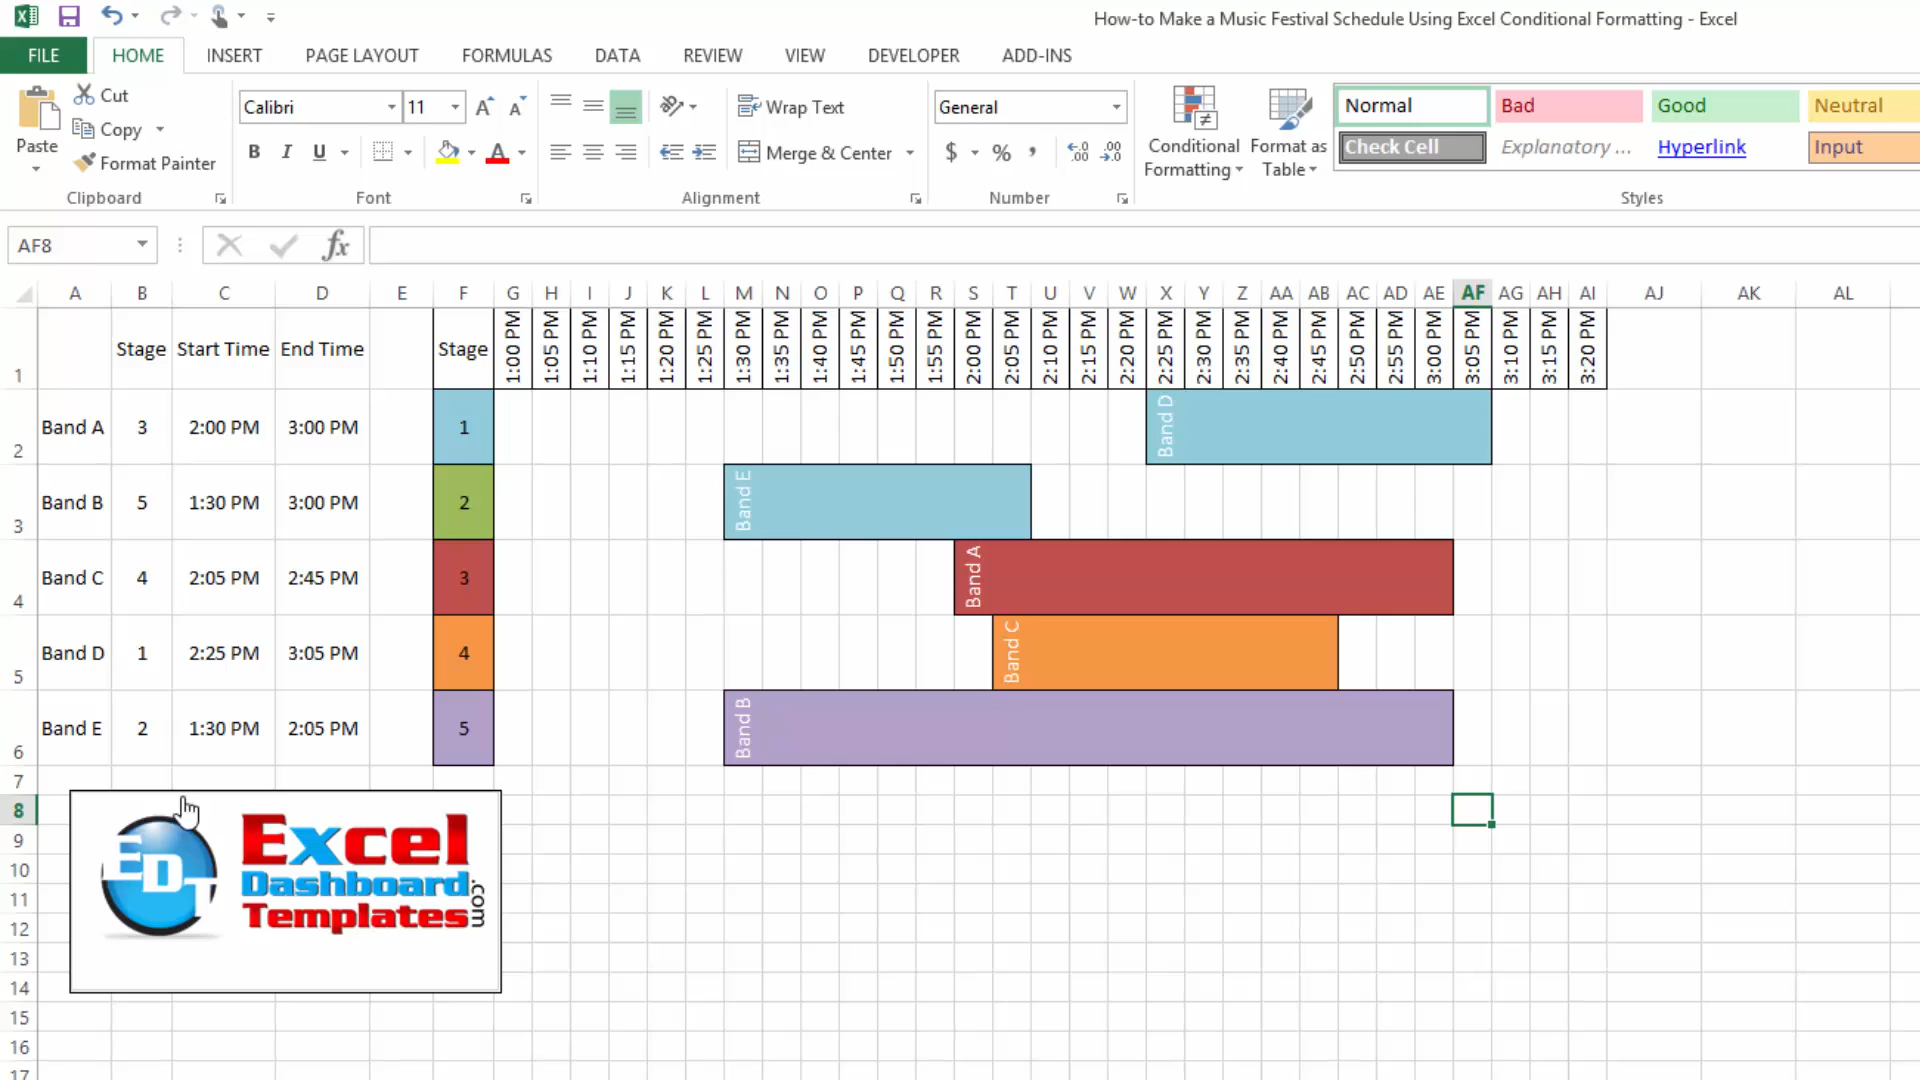 How-to Make a Music Festival Schedule Using Excel Conditional Formatting - Excel
FILE HOME INSERT PAGE LAYOUT FORMULAS DATA REVIEW VIEW DEVELOPER ADD-INS
Cut
Copy
Format Painter
Paste
Clipboard
Calibri 11
B I U A
Font
Wrap Text
Merge & Center
Alignment
General
$ % ,
Number
Conditional Formatting
Format as Table
Normal Bad Good Neutral
Check Cell Explanatory ... Hyperlink Input
Styles
AF8 fx
A B C D E F G H I J K L M N O P Q R S T U V W X Y Z AA AB AC AD AE AF AG AH AI AJ AK AL
1 Stage Start Time End Time Stage 1:00 PM 1:05 PM 1:10 PM 1:15 PM 1:20 PM 1:25 PM 1:30 PM 1:35 PM 1:40 PM 1:45 PM 1:50 PM 1:55 PM 2:00 PM 2:05 PM 2:10 PM 2:15 PM 2:20 PM 2:25 PM 2:30 PM 2:35 PM 2:40 PM 2:45 PM 2:50 PM 2:55 PM 3:00 PM 3:05 PM 3:10 PM 3:15 PM 3:20 PM
2 Band A 3 2:00 PM 3:00 PM 1 Band D
3 Band B 5 1:30 PM 3:00 PM 2 Band E
4 Band C 4 2:05 PM 2:45 PM 3 Band A
5 Band D 1 2:25 PM 3:05 PM 4 Band C
6 Band E 2 1:30 PM 2:05 PM 5 Band B
7
8
9
10
11
12
13
14
15
16
17
EDT
Excel
Dashboard
Templates
.com